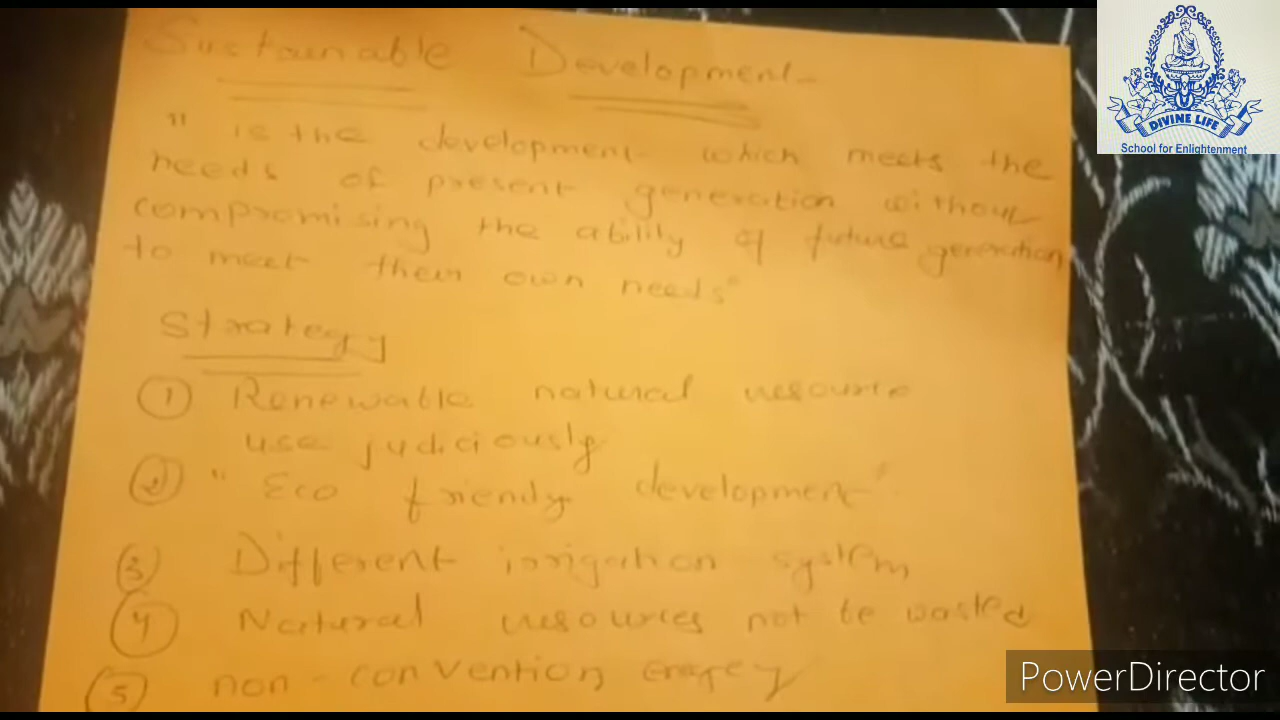 Sustainable Development
" is the development which meets the
needs of present generation without
compromising the ability of future generation
to meet their own needs"
Strategy
① Renewable natural resource
use judiciously
② " Eco friendy development "
③ Different irrigation system
④ Natural resources not be wasted
⑤ non-convention energy
DIVINE LIFE
School for Enlightenment
PowerDirector